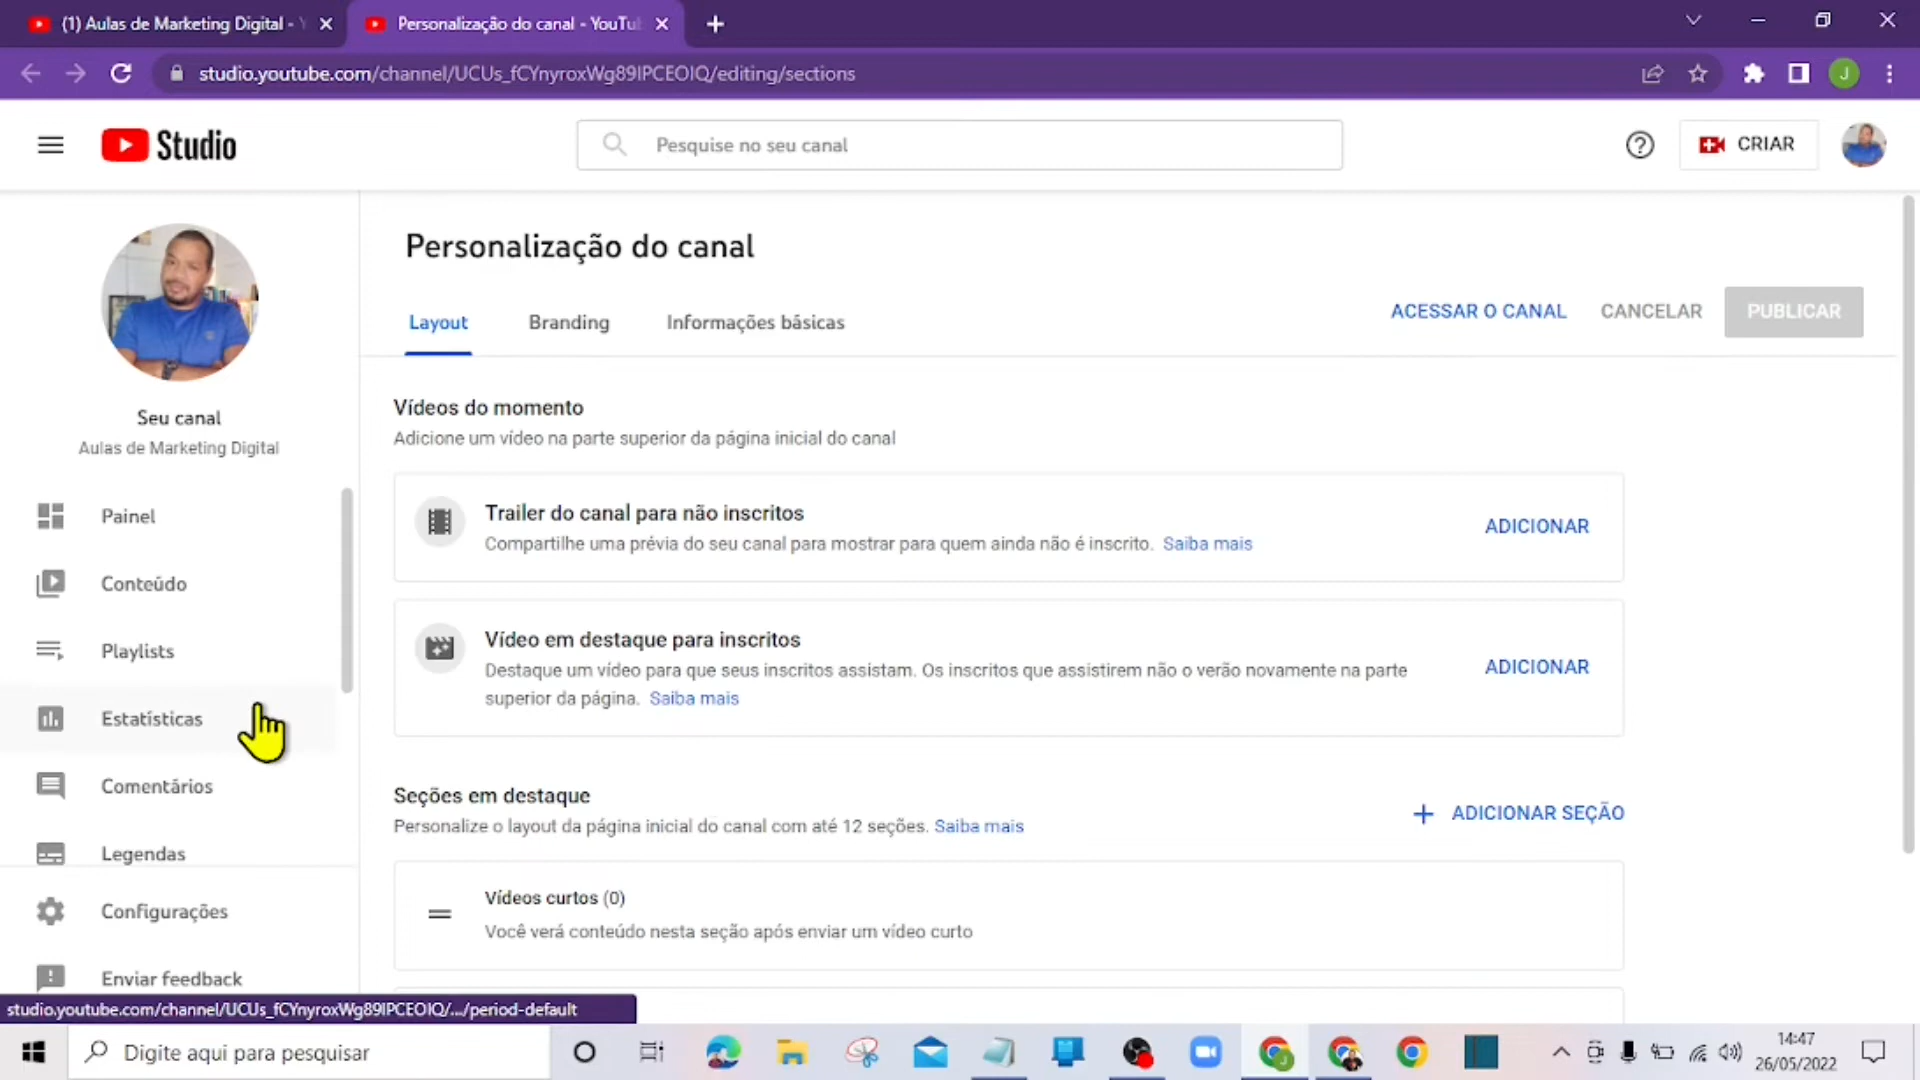 (1) Aulas de Marketing Digital -
Personalização do canal - YouTu
studio.youtube.com/channel/UCUs_fCYnyroxWg89IPCEOIQ/editing/sections
J
Studio
Pesquise no seu canal
CRIAR
Seu canal
Aulas de Marketing Digital
Painel
Conteúdo
Playlists
Estatísticas
Comentários
Legendas
Configurações
Enviar feedback
Personalização do canal
Layout
Branding
Informações básicas
ACESSAR O CANAL
CANCELAR
PUBLICAR
Vídeos do momento
Adicione um vídeo na parte superior da página inicial do canal
Trailer do canal para não inscritos
Compartilhe uma prévia do seu canal para mostrar para quem ainda não é inscrito. Saiba mais
ADICIONAR
Vídeo em destaque para inscritos
Destaque um vídeo para que seus inscritos assistam. Os inscritos que assistirem não o verão novamente na parte
superior da página. Saiba mais
ADICIONAR
Seções em destaque
Personalize o layout da página inicial do canal com até 12 seções. Saiba mais
ADICIONAR SEÇÃO
Vídeos curtos (0)
Você verá conteúdo nesta seção após enviar um vídeo curto
studio.youtube.com/channel/UCUs_fCYnyroxWg89IPCEOIQ/.../period-default
Digite aqui para pesquisar
14:47
26/05/2022